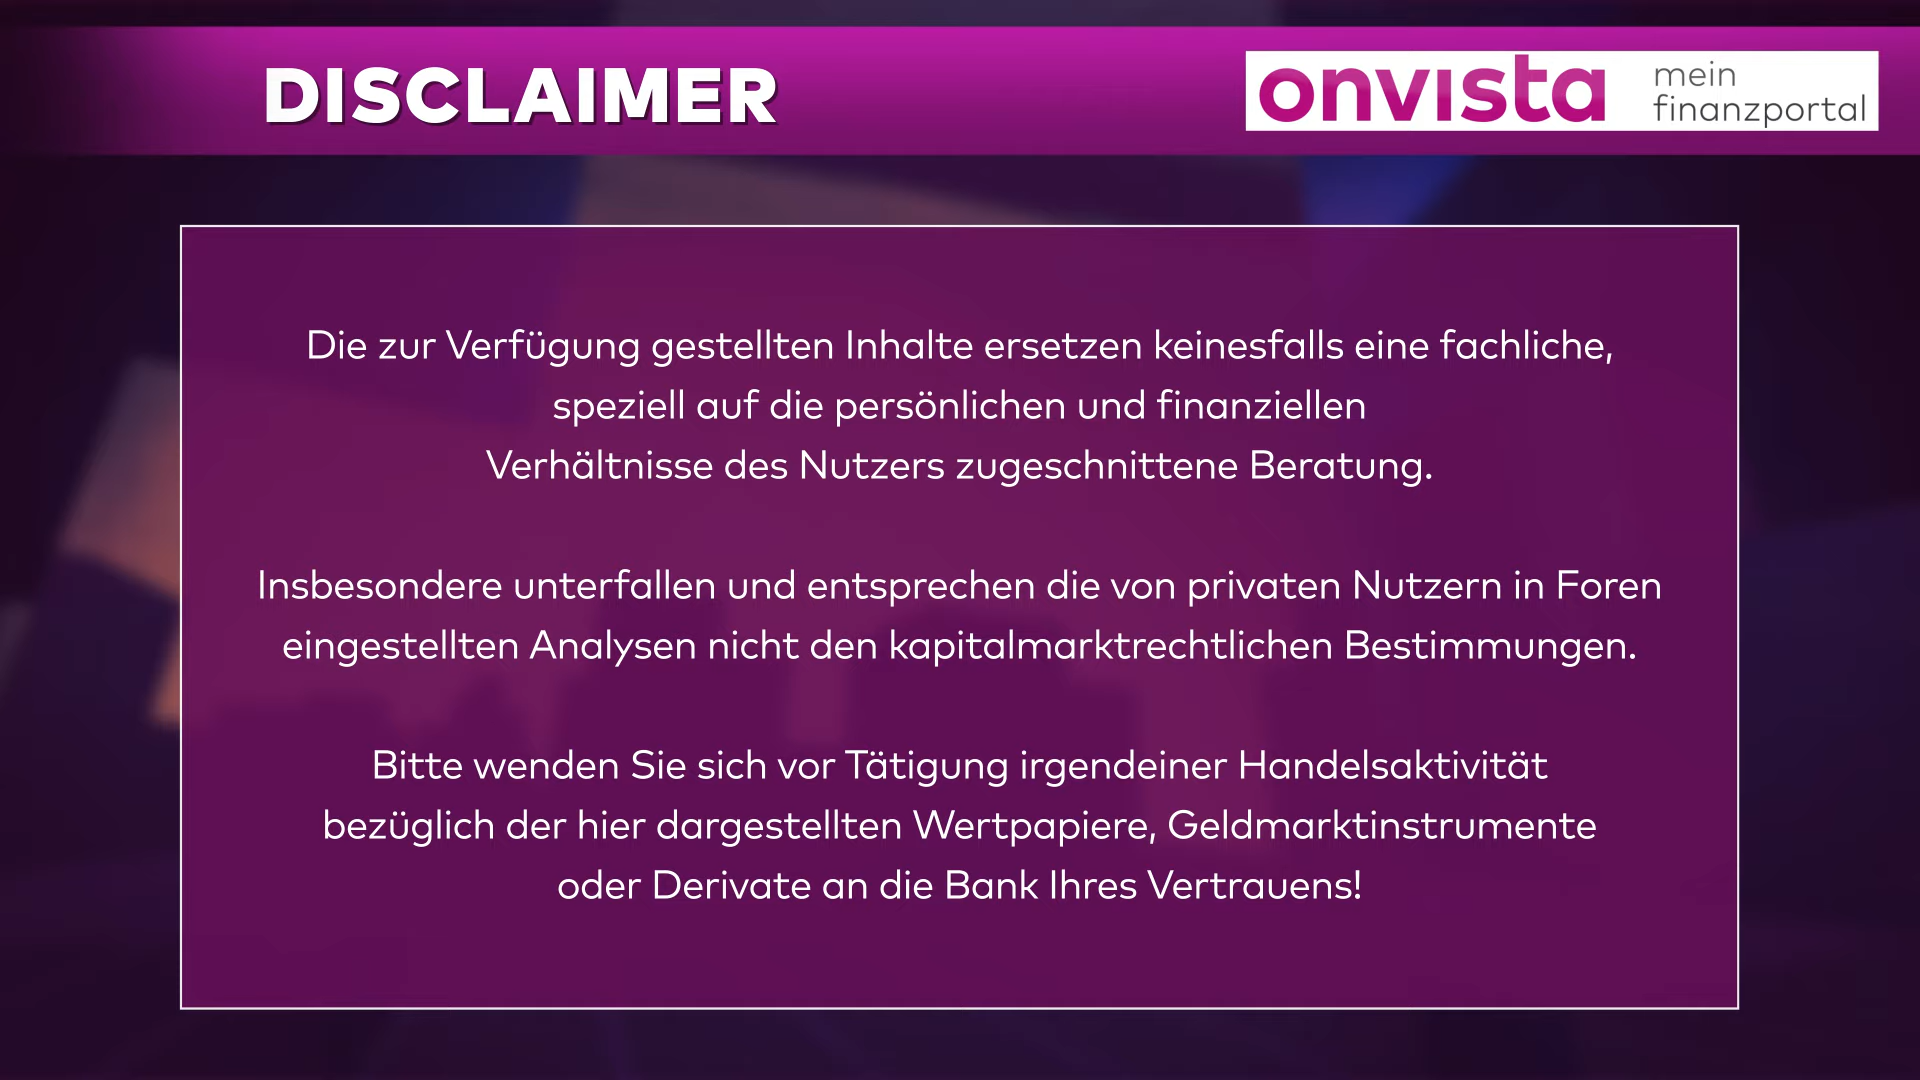 DISCLAIMER
onvista
mein
finanzportal
Die zur Verfügung gestellten Inhalte ersetzen keinesfalls eine fachliche,
speziell auf die persönlichen und finanziellen
Verhältnisse des Nutzers zugeschnittene Beratung.
Insbesondere unterfallen und entsprechen die von privaten Nutzern in Foren
eingestellten Analysen nicht den kapitalmarktrechtlichen Bestimmungen.
Bitte wenden Sie sich vor Tätigung irgendeiner Handelsaktivität
bezüglich der hier dargestellten Wertpapiere, Geldmarktinstrumente
oder Derivate an die Bank Ihres Vertrauens!